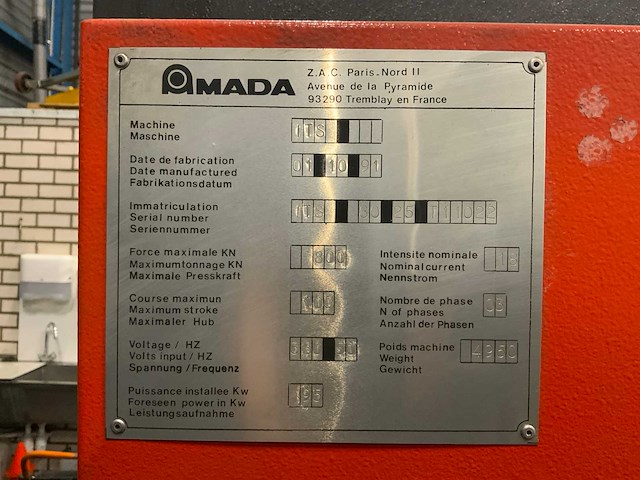 AMADA
Z.A.C. Paris.Nord II
Avenue de la Pyramide
93290 Tremblay en France
Machine
Maschine
ITS
Date de fabrication
Date manufactured
Fabrikationsdatum
01 10 91
Immatriculation
Serial number
Seriennummer
Force maximale KN
Maximumtonnage KN
Maximale Presskraft
800
Intensite nominale
Nominalcurrent
Nennstrom
Course maximun
Maximum stroke
Maximaler Hub
Nombre de phase
N of phases
Anzahl der Phasen
Voltage / HZ
Volts input / HZ
Spannung / Frequenz
Poids machine
Weight
Gewicht
Puissance installee Kw
Foreseen power in Kw
Leistungsaufnahme